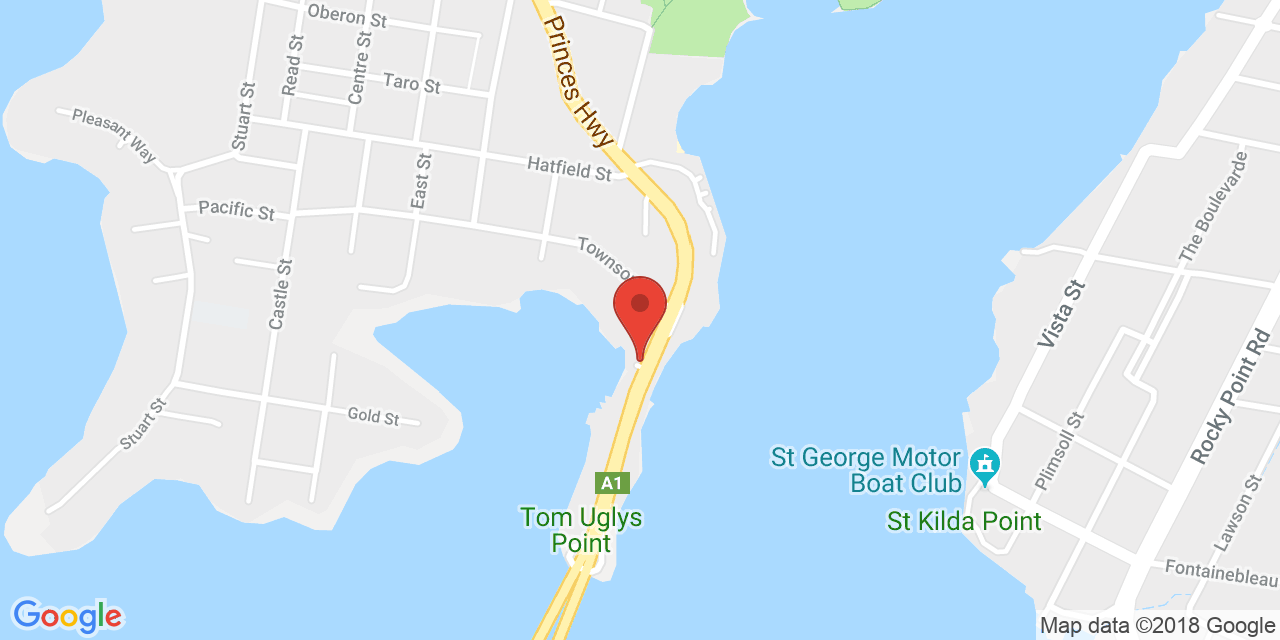 Oberon St
Princes Hwy
Read St
Centre St
Taro St
Stuart St
Pleasant Way
Hatfield St
East St
The Boulevarde
Pacific St
Townson
Castle St
Vista St
Rocky Point Rd
Gold St
Stuart St
Plimsoll St
St George Motor
Boat Club
A1
Lawson St
Tom Uglys
Point
St Kilda Point
Fontainebleau
Google
Map data ©2018 Google